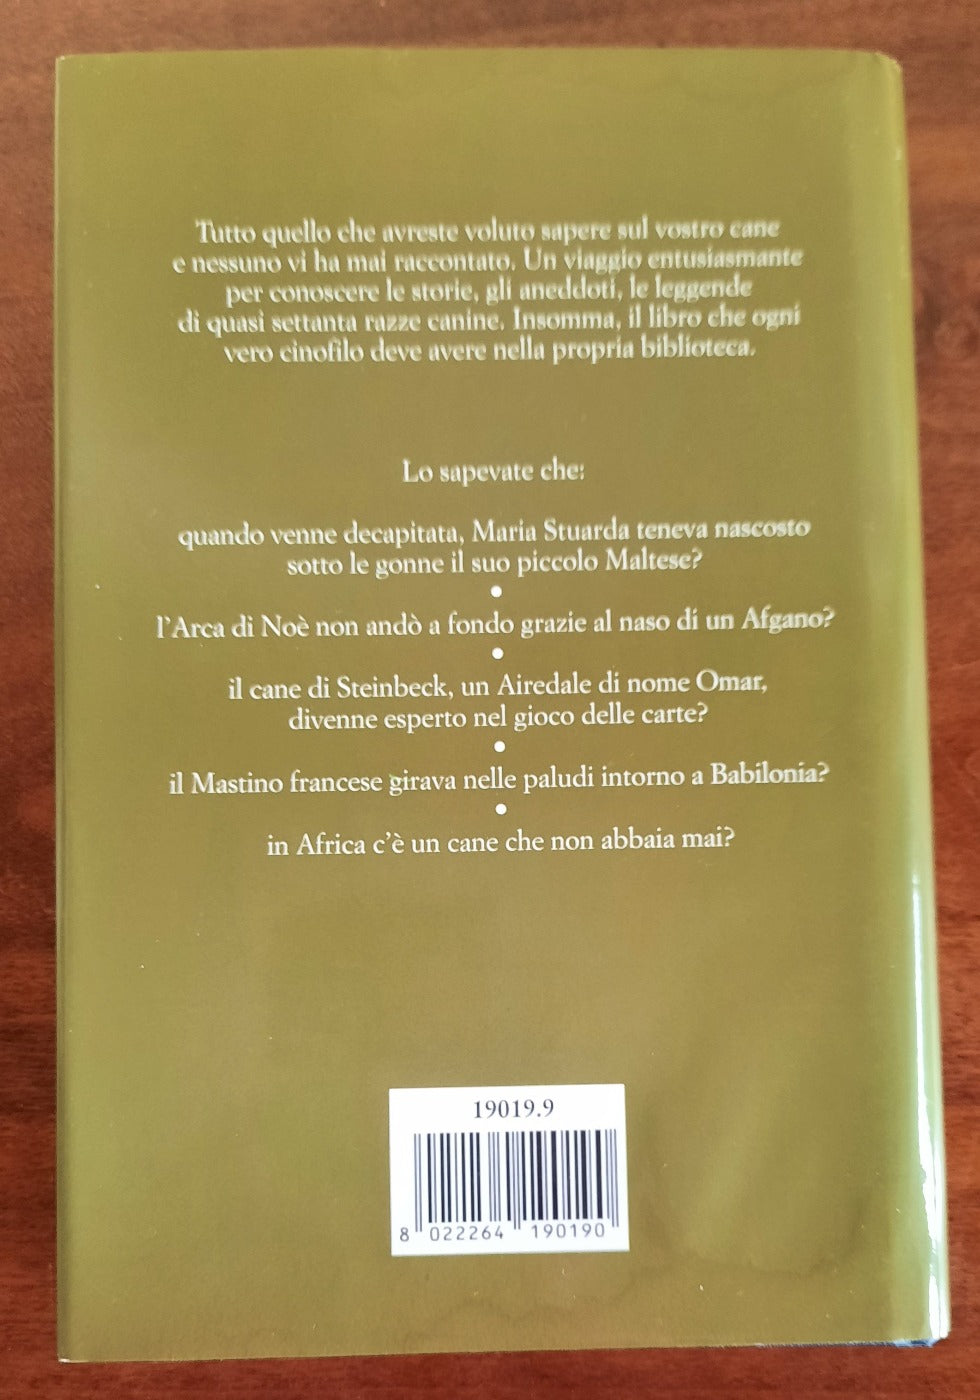 Tutto quello che avreste voluto sapere sul vostro cane
e nessuno vi ha mai raccontato. Un viaggio entusiasmante
per conoscere le storie, gli aneddoti, le leggende
di quasi settanta razze canine. Insomma, il libro che ogni
vero cinofilo deve avere nella propria biblioteca.
Lo sapevate che:
quando venne decapitata, Maria Stuarda teneva nascosto
sotto le gonne il suo piccolo Maltese?
•
l'Arca di Noè non andò a fondo grazie al naso di un Afgano?
•
il cane di Steinbeck, un Airedale di nome Omar,
divenne esperto nel gioco delle carte?
•
il Mastino francese girava nelle paludi intorno a Babilonia?
•
in Africa c'è un cane che non abbaia mai?
19019.9
8 022264 190190